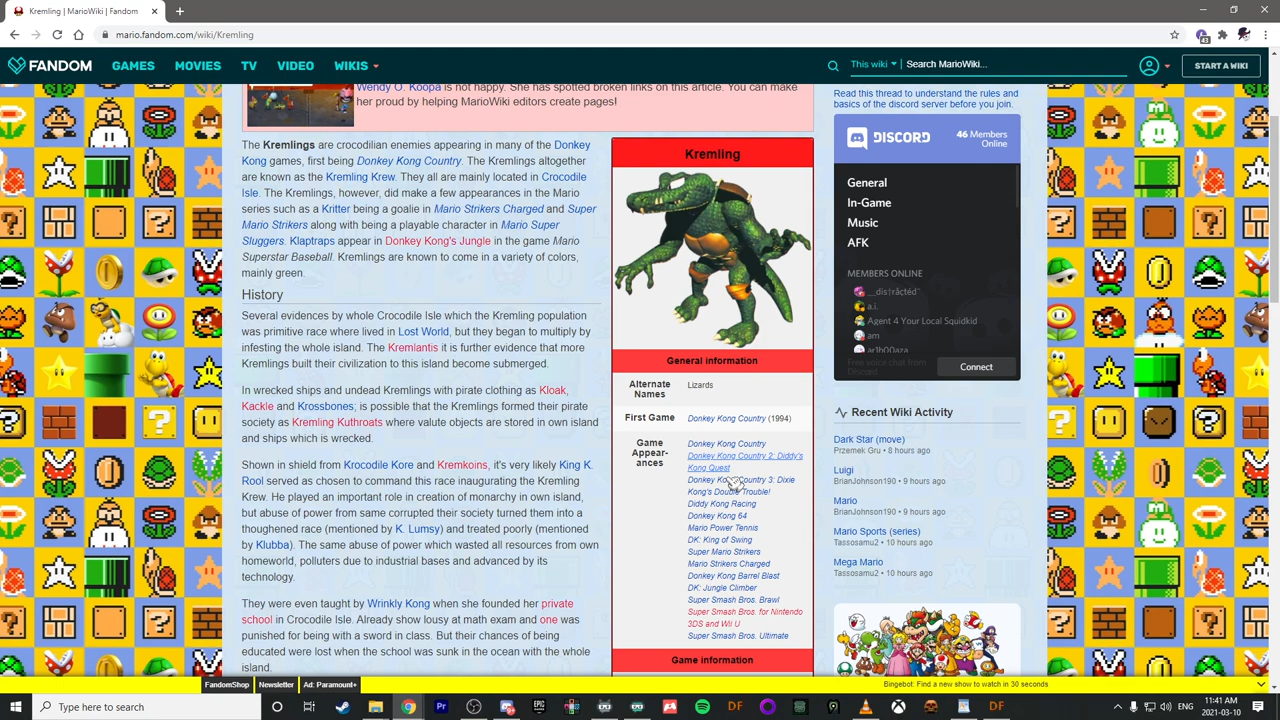 Kremling | MarioWiki | Fandom
mario.fandom.com/wiki/Kremling
43
FANDOM
GAMES
MOVIES
TV
VIDEO
WIKIS
This wiki
Search MarioWiki...
START A WIKI
Wendy O. Koopa is not happy. She has spotted broken links on this article. You can make
her proud by helping MarioWiki editors create pages!
The Kremlings are crocodilian enemies appearing in many of the Donkey
Kong games, first being Donkey Kong Country. The Kremlings altogether
are known as the Kremling Krew. They all are mainly located in Crocodile
Isle. The Kremlings, however, did make a few appearances in the Mario
series such as a Kritter being a goalie in Mario Strikers Charged and Super
Mario Strikers along with being a playable character in Mario Super
Sluggers. Klaptraps appear in Donkey Kong's Jungle in the game Mario
Superstar Baseball. Kremlings are known to come in a variety of colors,
mainly green.
History
Several evidences by whole Crocodile Isle which the Kremling population
was primitive race where lived in Lost World, but they began to multiply by
infesting the whole island. The Kremlantis it is further evidence that more
Kremlings built their civilization to this island become submerged.
In wrecked ships and undead Kremlings with pirate clothing as Kloak,
Kackle and Krossbones; is possible that the Kremlings formed their pirate
society as Kremling Kuthroats where valute objects are stored in own island
and ships which is wrecked.
Shown in shield from Krocodile Kore and Kremkoins, it's very likely King K.
Rool served as chosen to command this race inaugurating the Kremling
Krew. He played an important role in creation of monarchy in own island,
but abuse of power from same corrupted their society turned them into a
thoughened race (mentioned by K. Lumsy) and treated poorly (mentioned
by Klubba). The same abuse of power which wasted all resources from own
homeworld, polluters due to industrial bases and advanced by its
technology.
They were even taught by Wrinkly Kong when she founded her private
school in Crocodile Isle. Already show lousy at math exam and one was
punished for being with a sword in class. But their chances of being
educated were lost when the school was sunk in the ocean with the whole
island.
Kremling
General information
Alternate
Names
Lizards
First Game
Donkey Kong Country (1994)
Game
Appear-
ances
Donkey Kong Country
Donkey Kong Country 2: Diddy's
Kong Quest
Donkey Kong Country 3: Dixie
Kong's Double Trouble!
Diddy Kong Racing
Donkey Kong 64
Mario Power Tennis
DK: King of Swing
Super Mario Strikers
Mario Strikers Charged
Donkey Kong Barrel Blast
DK: Jungle Climber
Super Smash Bros. Brawl
Super Smash Bros. for Nintendo
3DS and Wii U
Super Smash Bros. Ultimate
Game information
Read this thread to understand the rules and
basics of the discord server before you join.
DISCORD
46 Members
Online
General
In-Game
Music
AFK
MEMBERS ONLINE
a.i.
Agent 4 Your Local Squidkid
am
ar1h00aza
Free voice chat from
Discord
Connect
Recent Wiki Activity
Dark Star (move)
Przemek Gru • 8 hours ago
Luigi
BrianJohnson190 • 9 hours ago
Mario
BrianJohnson190 • 9 hours ago
Mario Sports (series)
Tassosamu2 • 10 hours ago
Mega Mario
Tassosamu2 • 10 hours ago
FandomShop
Newsletter
Ad: Paramount+
Bingebot: Find a new show to watch in 30 seconds
Type here to search
EPIC
Pr
DF
DF
ENG
11:41 AM
2021-03-10